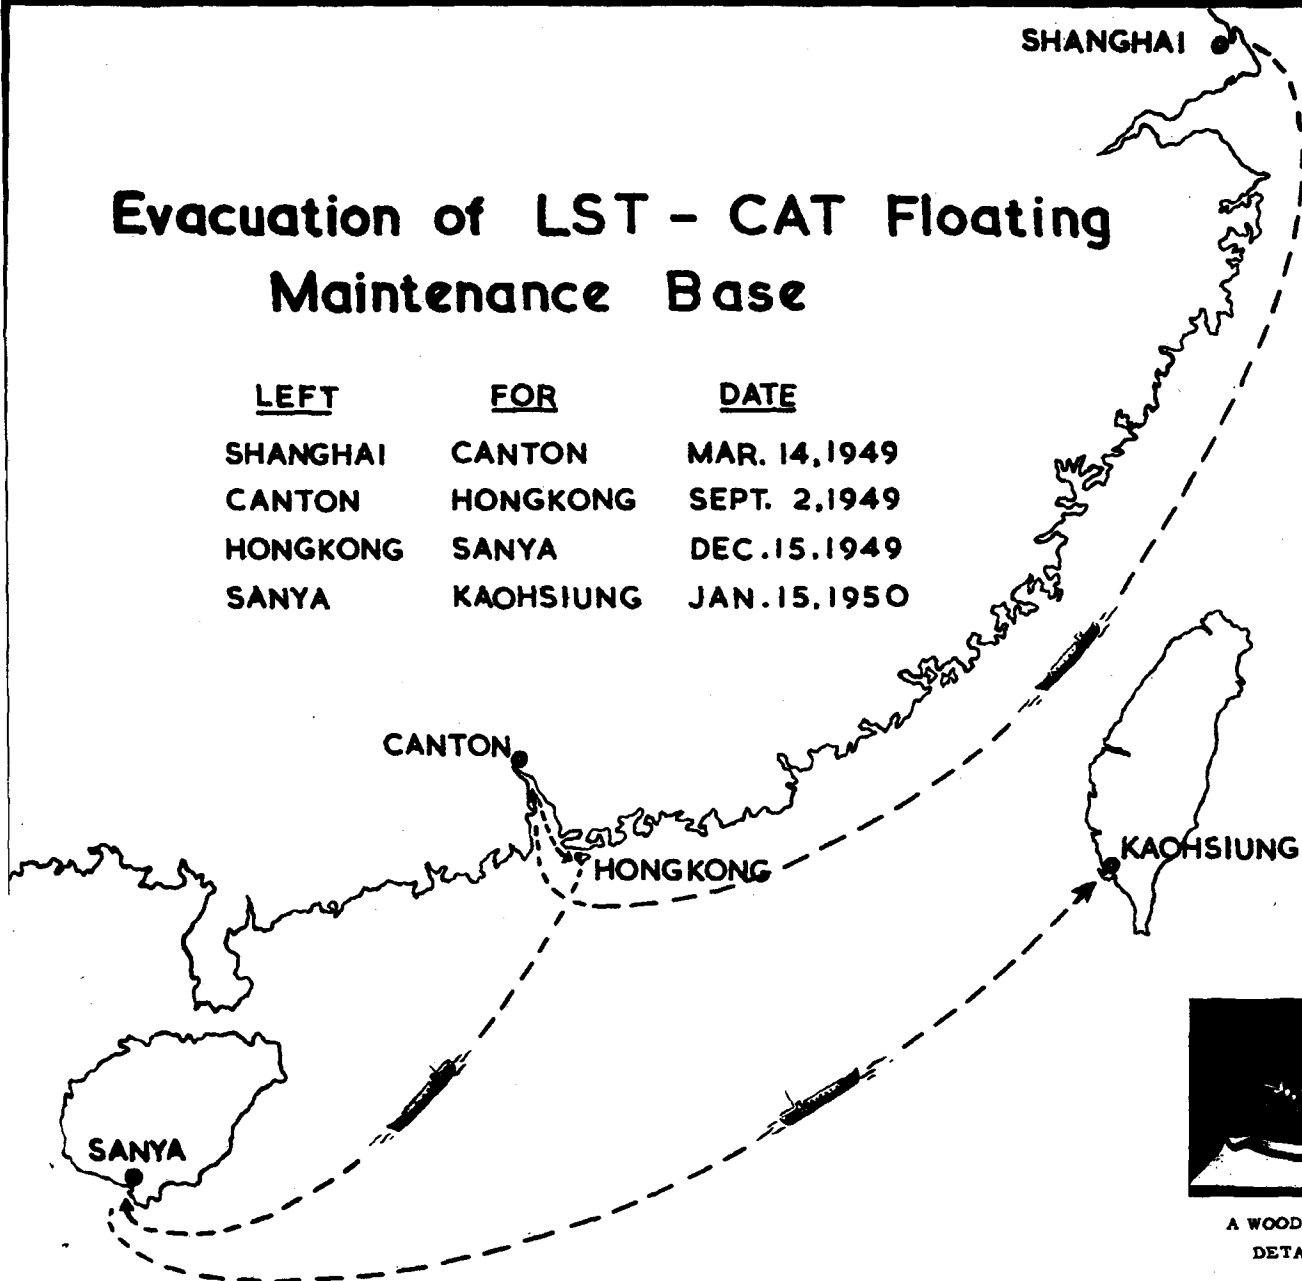 SHANGHAI
Evacuation of LST - CAT Floating
Maintenance Base
LEFT FOR DATE
SHANGHAI CANTON MAR. 14,1949
CANTON HONGKONG SEPT. 2,1949
HONGKONG SANYA DEC.15.1949
SANYA KAOHSIUNG JAN.15,1950
CANTON
HONGKONG
KAOHSIUNG
SANYA
A WOOD
DETA